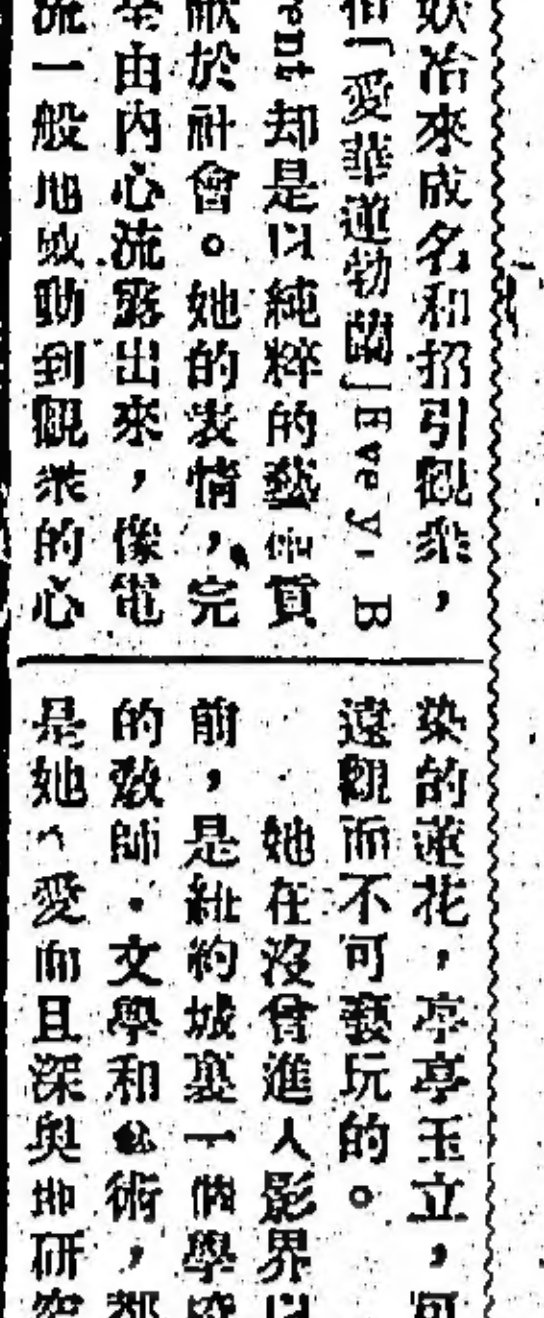 妖冶來成名和招引觀衆，
但「愛華蓮勃蘭」Eve y, B
ent 却是以純粹的藝術貢
獻於社會。她的表情，完
全由內心流露出來，像電
流一般地感動到觀衆的心
染的蓮花，亭亭玉立，可
遠觀而不可褻玩的。
她在沒曾進人影界以
前，是紐約城裏一個學校
的敎師．文學和藝術，都
是她 愛而且深奧地研究